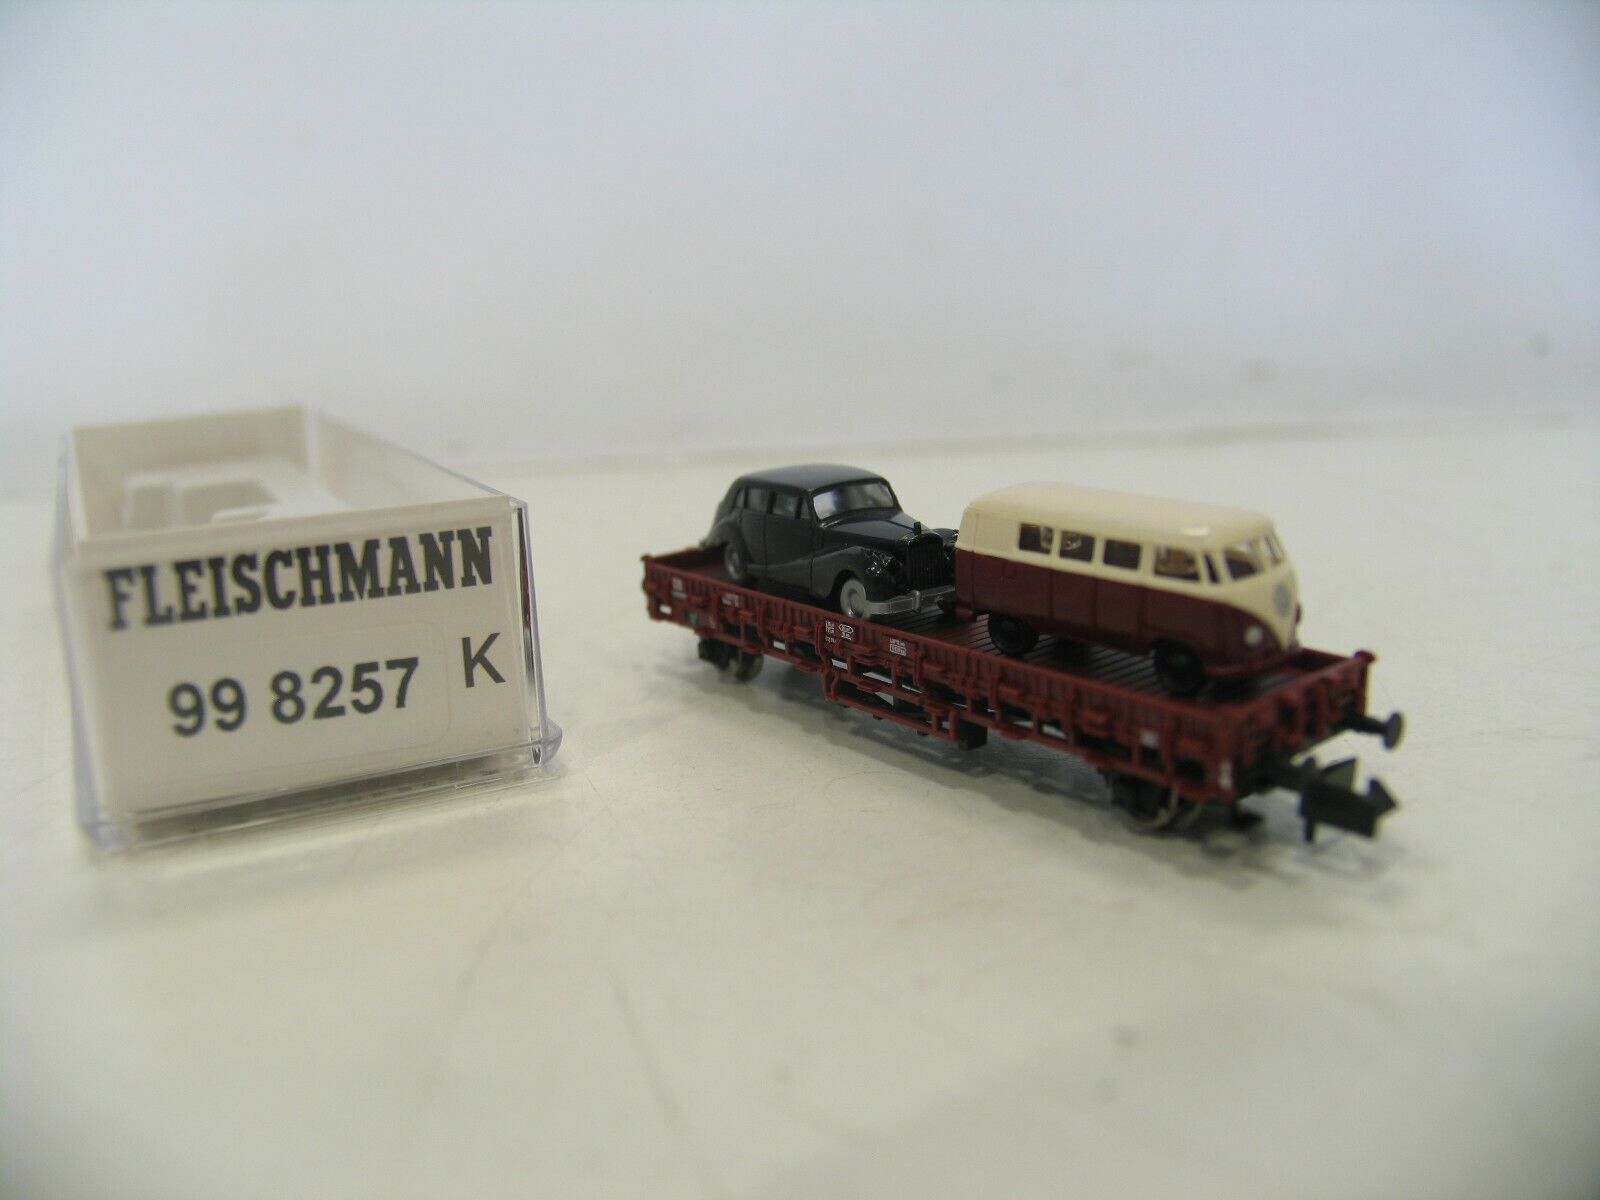 FLEISCHMANN
99 8257 K